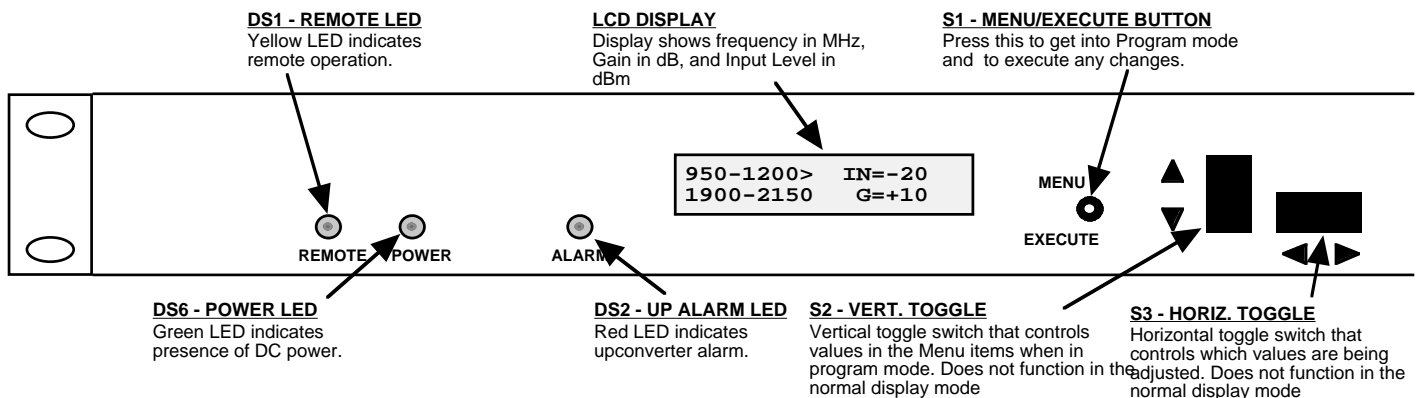 DS1 - REMOTE LED
Yellow LED indicates
remote operation.
LCD DISPLAY
Display shows frequency in MHz,
Gain in dB, and Input Level in
dBm
S1 - MENU/EXECUTE BUTTON
Press this to get into Program mode
and to execute any changes.
950-1200> IN=-20
1900-2150 G=+10
MENU
EXECUTE
REMOTE
POWER
ALARM
DS6 - POWER LED
Green LED indicates
presence of DC power.
DS2 - UP ALARM LED
Red LED indicates
upconverter alarm.
S2 - VERT. TOGGLE
Vertical toggle switch that controls
values in the Menu items when in
program mode. Does not function in the
normal display mode
S3 - HORIZ. TOGGLE
Horizontal toggle switch that
controls which values are being
adjusted. Does not function in the
normal display mode